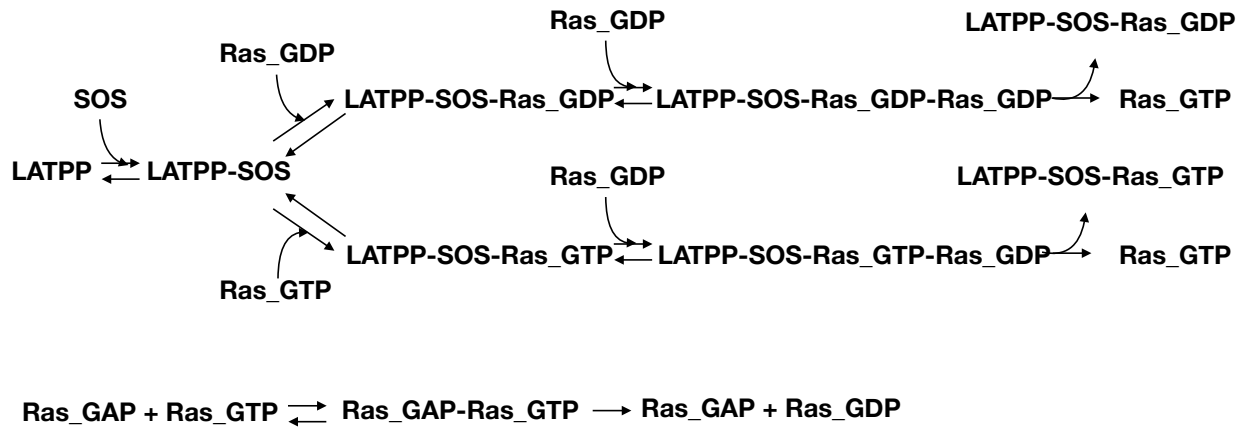 Ras_GDP
LATPP-SOS-Ras_GDP
Ras_GDP
SOS
LATPP-SOS-Ras_GDP
LATPP-SOS-Ras_GDP-Ras_GDP
Ras_GTP
LATPP
LATPP-SOS
Ras_GDP
LATPP-SOS-Ras_GTP
LATPP-SOS-Ras_GTP
LATPP-SOS-Ras_GTP-Ras_GDP
Ras_GTP
Ras_GTP
Ras_GAP + Ras_GTP
Ras_GAP-Ras_GTP
Ras_GAP + Ras_GDP